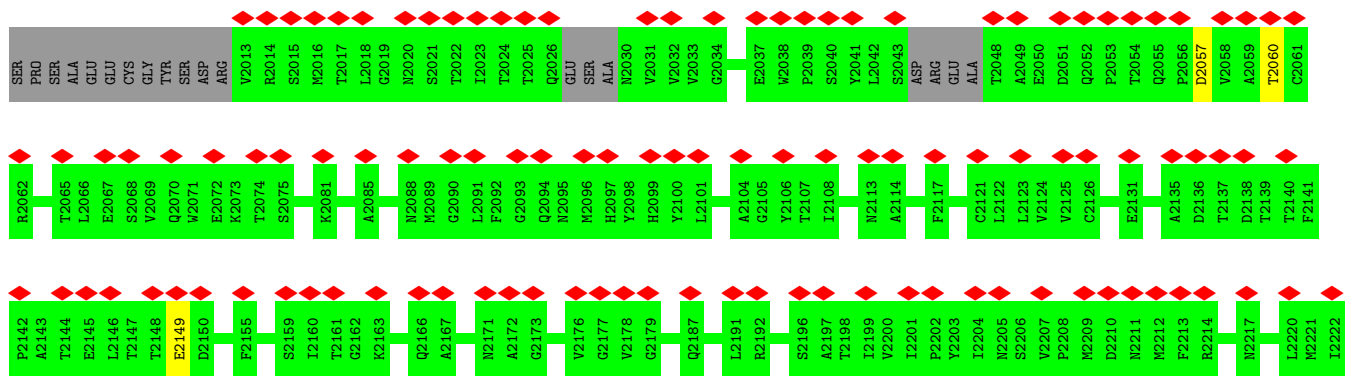 SER PRO SER ALA GLU GLU CYS GLY TYR SER ASP ARG V2013 R2014 S2015 M2016 T2017 L2018 G2019 N2020 S2021 T2022 I2023 T2024 T2025 Q2026 GLU SER ALA N2030 V2031 V2032 V2033 G2034 E2037 W2038 P2039 S2040 Y2041 L2042 S2043 ASP ARG GLU ALA T2048 A2049 E2050 D2051 Q2052 P2053 T2054 Q2055 P2056 D2057 V2058 A2059 T2060 C2061
R2062 T2065 L2066 E2067 S2068 V2069 Q2070 W2071 E2072 K2073 T2074 S2075 K2081 A2085 N2088 M2089 G2090 L2091 F2092 G2093 Q2094 N2095 N2096 H2097 Y2098 H2099 Y2100 L2101 A2104 G2105 Y2106 T2107 I2108 N2113 A2114 F2117 C2121 L2122 L2123 V2124 V2125 C2126 E2131 A2135 D2136 T2137 D2138 T2139 T2140 F2141
P2142 A2143 T2144 E2145 L2146 T2147 T2148 E2149 D2150 F2155 S2159 I2160 T2161 G2162 K2163 Q2166 A2167 N2171 A2172 G2173 V2176 G2177 V2178 G2179 Q2187 L2191 R2192 S2196 A2197 T2198 I2199 V2200 I2201 P2202 Y2203 I2204 N2205 S2206 V2207 P2208 M2209 D2210 N2211 M2212 F2213 R2214 N2217 L2220 M2221 I2222